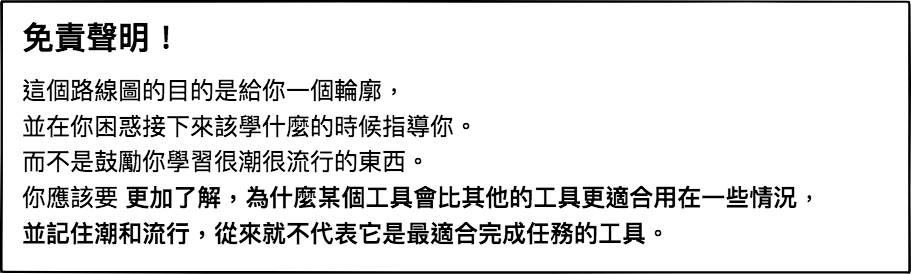 免責聲明！
這個路線圖的目的是給你一個輪廓，
並在你困惑接下來該學什麼的時候指導你。
而不是鼓勵你學習很潮很流行的東西。
你應該要 更加了解，為什麼某個工具會比其他的工具更適合用在一些情況，
並記住潮和流行，從來就不代表它是最適合完成任務的工具。